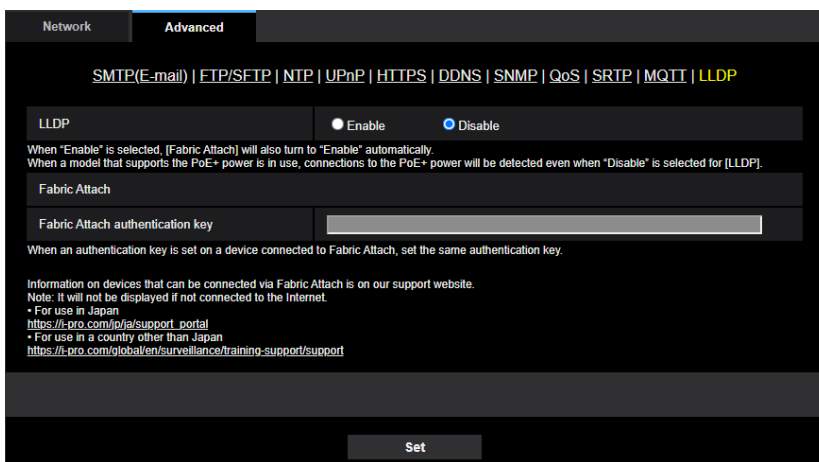 Network Advanced
SMTP(E-mail) | FTP/SFTP | NTP | UPnP | HTTPS | DDNS | SNMP | QoS | SRTP | MQTT | LLDP
LLDP Enable Disable
When “Enable” is selected, [Fabric Attach] will also turn to “Enable” automatically.
When a model that supports the PoE+ power is in use, connections to the PoE+ power will be detected even when “Disable” is selected for [LLDP].
Fabric Attach
Fabric Attach authentication key
When an authentication key is set on a device connected to Fabric Attach, set the same authentication key.
Information on devices that can be connected via Fabric Attach is on our support website.
Note: It will not be displayed if not connected to the Internet.
• For use in Japan
https://i-pro.com/jp/ja/support_portal
• For use in a country other than Japan
https://i-pro.com/global/en/surveillance/training-support/support
Set